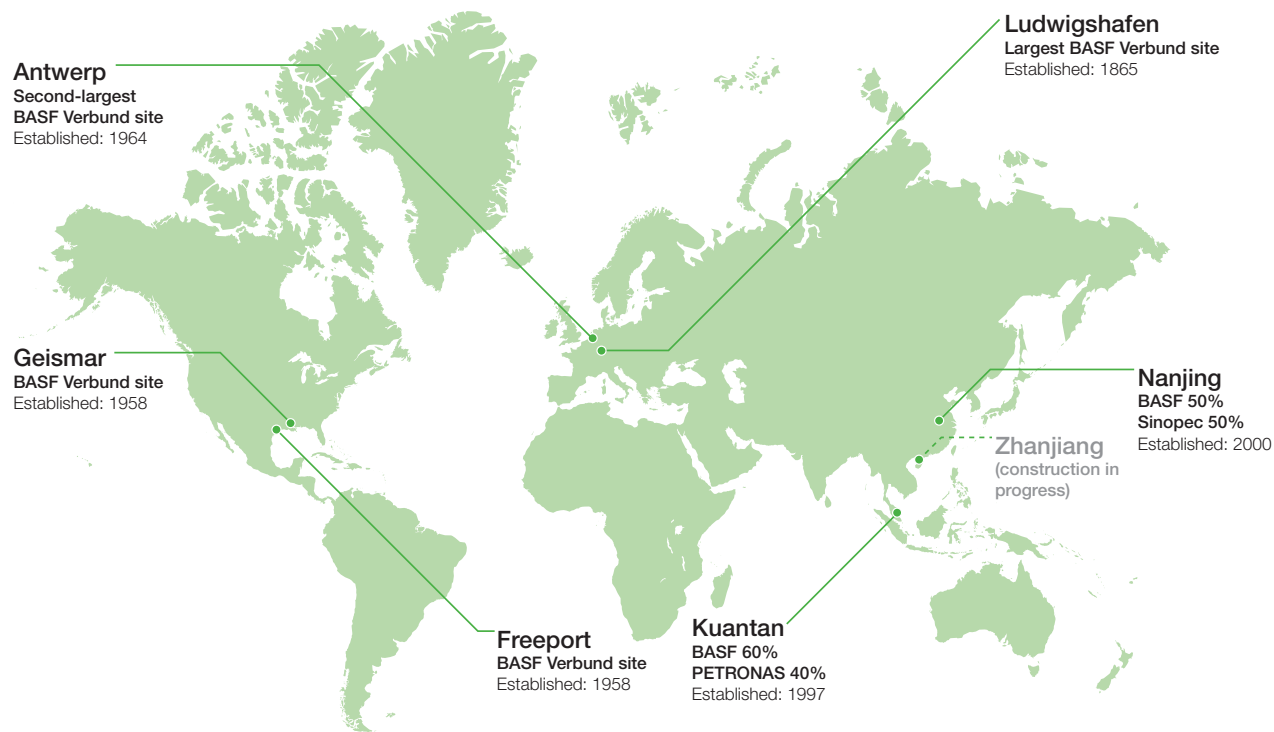 Ludwigshafen
Largest BASF Verbund site
Established: 1865
Antwerp
Second-largest
BASF Verbund site
Established: 1964
Geismar
BASF Verbund site
Established: 1958
Nanjing
BASF 50%
Sinopec 50%
Established: 2000
Zhanjiang
(construction in
progress)
Freeport
BASF Verbund site
Established: 1958
Kuantan
BASF 60%
PETRONAS 40%
Established: 1997